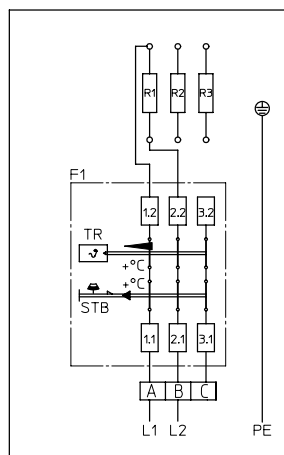 R1 R2 R3
F1
1.2 2.2 3.2
TR
ϑ
+°C
+°C
STB
1.1 2.1 3.1
A B C
L1 L2 PE